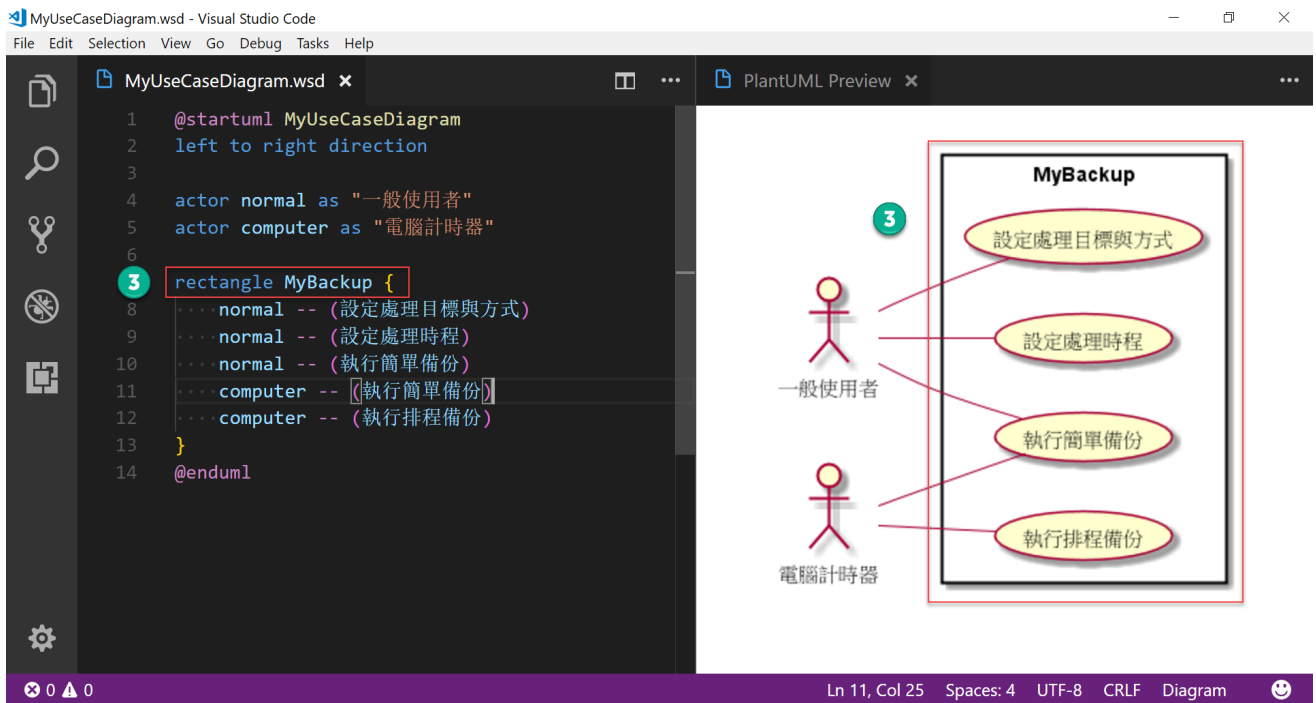 MyUseCaseDiagram.wsd - Visual Studio Code
File Edit Selection View Go Debug Tasks Help
MyUseCaseDiagram.wsd
PlantUML Preview
1 @startuml MyUseCaseDiagram
2 left to right direction
3
4 actor normal as "一般使用者"
5 actor computer as "電腦計時器"
6
3 rectangle MyBackup {
8 ····normal -- (設定處理目標與方式)
9 ····normal -- (設定處理時程)
10 ····normal -- (執行簡單備份)
11 ····computer -- (執行簡單備份)
12 ····computer -- (執行排程備份)
13 }
14 @enduml
MyBackup
3
設定處理目標與方式
設定處理時程
一般使用者
執行簡單備份
執行排程備份
電腦計時器
0 0
Ln 11, Col 25 Spaces: 4 UTF-8 CRLF Diagram